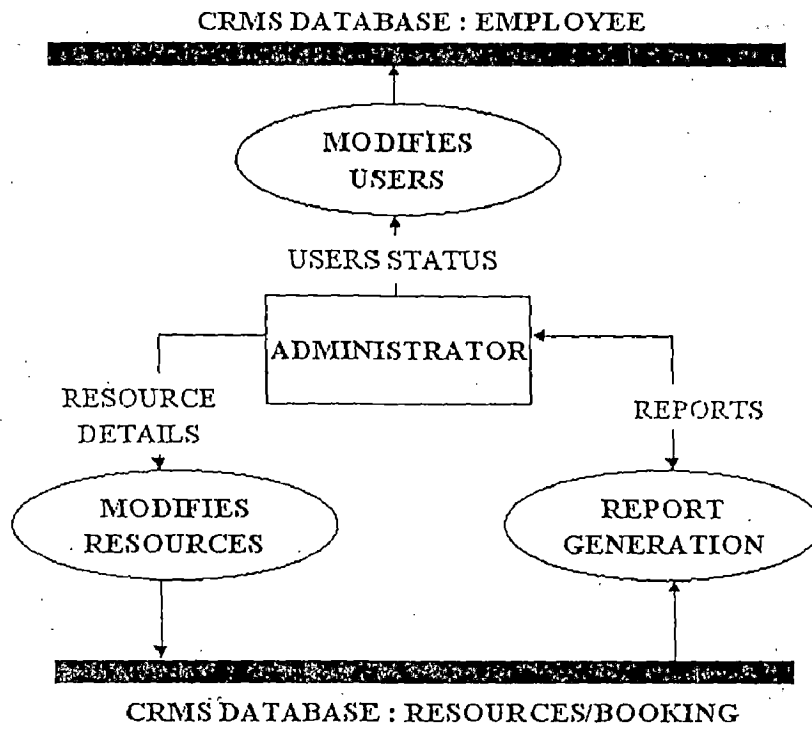 CRMS DATABASE : EMPLOYEE
MODIFIES
USERS
USERS STATUS
ADMINISTRATOR
RESOURCE
DETAILS
REPORTS
MODIFIES
RESOURCES
REPORT
GENERATION
CRMS DATABASE : RESOURCES/BOOKING